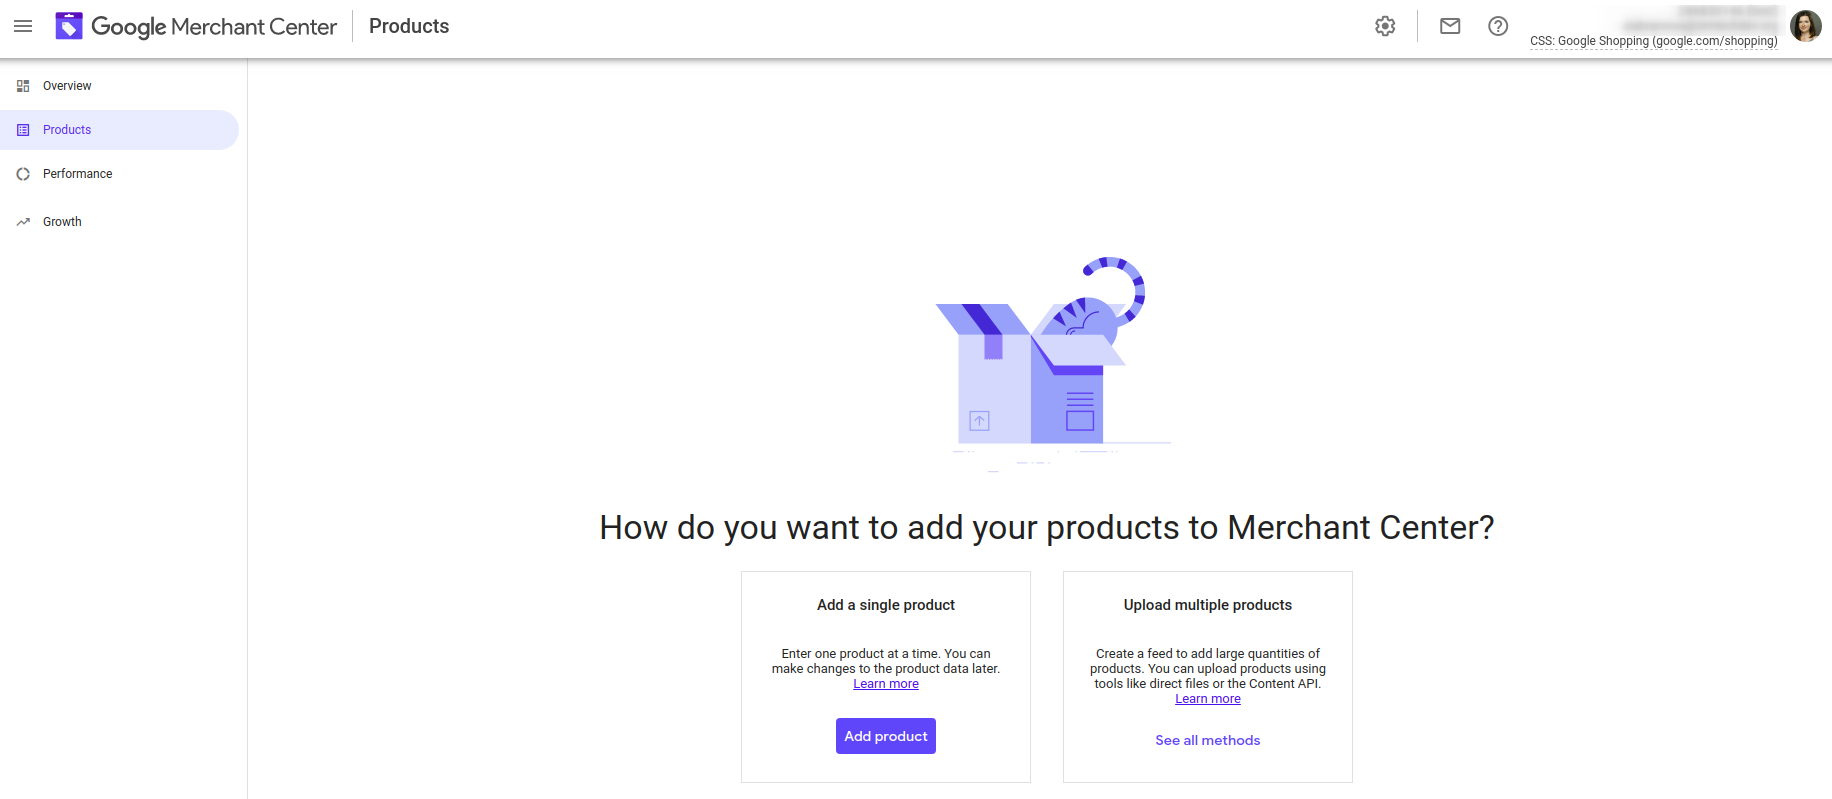 Google Merchant Center
Products
CSS: Google Shopping (google.com/shopping)
Overview
Products
Performance
Growth
How do you want to add your products to Merchant Center?
Add a single product
Enter one product at a time. You can
make changes to the product data later.
Learn more
Add product
Upload multiple products
Create a feed to add large quantities of
products. You can upload products using
tools like direct files or the Content API.
Learn more
See all methods